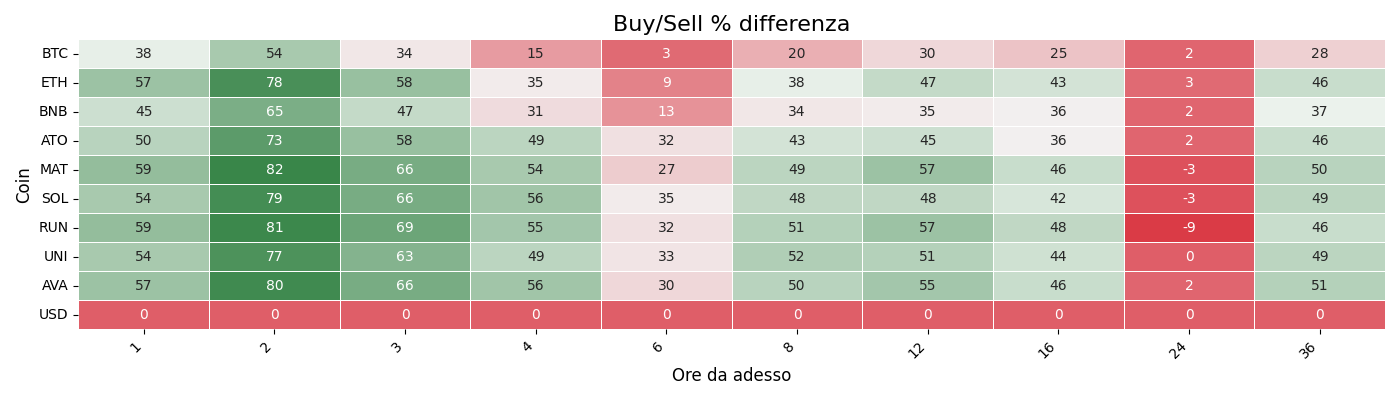 Buy/Sell % differenza
Coin
BTC 38 54 34 15 3 20 30 25 2 28
ETH 57 78 58 35 9 38 47 43 3 46
BNB 45 65 47 31 13 34 35 36 2 37
ATO 50 73 58 49 32 43 45 36 2 46
MAT 59 82 66 54 27 49 57 46 -3 50
SOL 54 79 66 56 35 48 48 42 -3 49
RUN 59 81 69 55 32 51 57 48 -9 46
UNI 54 77 63 49 33 52 51 44 0 49
AVA 57 80 66 56 30 50 55 46 2 51
USD 0 0 0 0 0 0 0 0 0 0
1 2 3 4 6 8 12 16 24 36
Ore da adesso